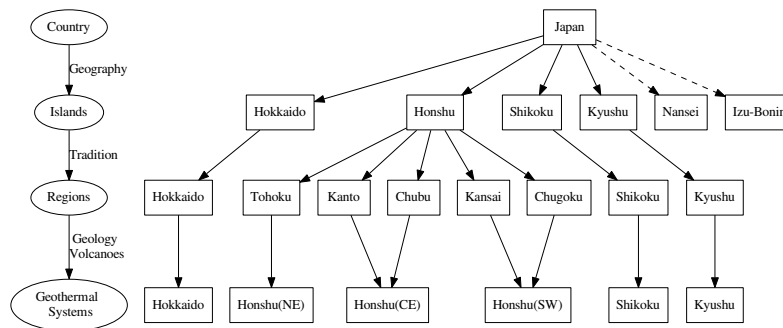 Country
Japan
Geography
Islands
Hokkaido
Honshu
Shikoku
Kyushu
Nansei
Izu-Bonin
Tradition
Regions
Hokkaido
Tohoku
Kanto
Chubu
Kansai
Chugoku
Shikoku
Kyushu
Geology
Volcanoes
Geothermal
Systems
Hokkaido
Honshu(NE)
Honshu(CE)
Honshu(SW)
Shikoku
Kyushu